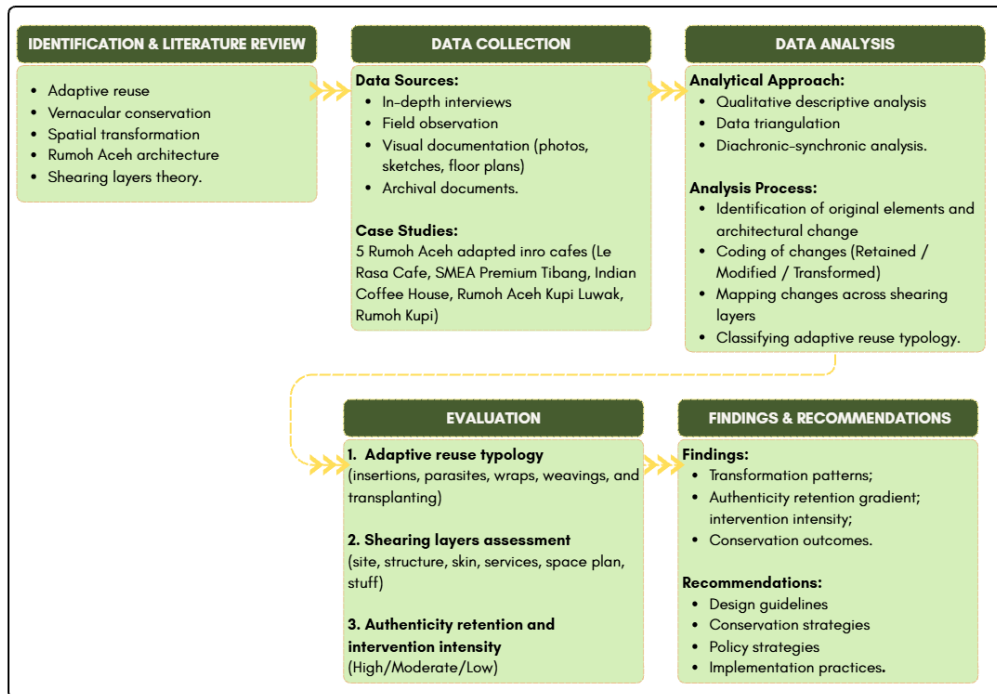 IDENTIFICATION & LITERATURE REVIEW
• Adaptive reuse
• Vernacular conservation
• Spatial transformation
• Rumoh Aceh architecture
• Shearing layers theory.
DATA COLLECTION
Data Sources:
• In-depth interviews
• Field observation
• Visual documentation (photos,
sketches, floor plans)
• Archival documents.
Case Studies:
5 Rumoh Aceh adapted inro cafes (Le
Rasa Cafe, SMEA Premium Tibang, Indian
Coffee House, Rumoh Aceh Kupi Luwak,
Rumoh Kupi)
DATA ANALYSIS
Analytical Approach:
• Qualitative descriptive analysis
• Data triangulation
• Diachronic-synchronic analysis.
Analysis Process:
• Identification of original elements and
architectural change
• Coding of changes (Retained /
Modified / Transformed)
• Mapping changes across shearing
layers
• Classifying adaptive reuse typology.
EVALUATION
1. Adaptive reuse typology
(insertions, parasites, wraps, weavings, and
transplanting)
2. Shearing layers assessment
(site, structure, skin, services, space plan,
stuff)
3. Authenticity retention and
intervention intensity
(High/Moderate/Low)
FINDINGS & RECOMMENDATIONS
Findings:
• Transformation patterns;
• Authenticity retention gradient;
intervention intensity;
• Conservation outcomes.
Recommendations:
• Design guidelines
• Conservation strategies
• Policy strategies
• Implementation practices.